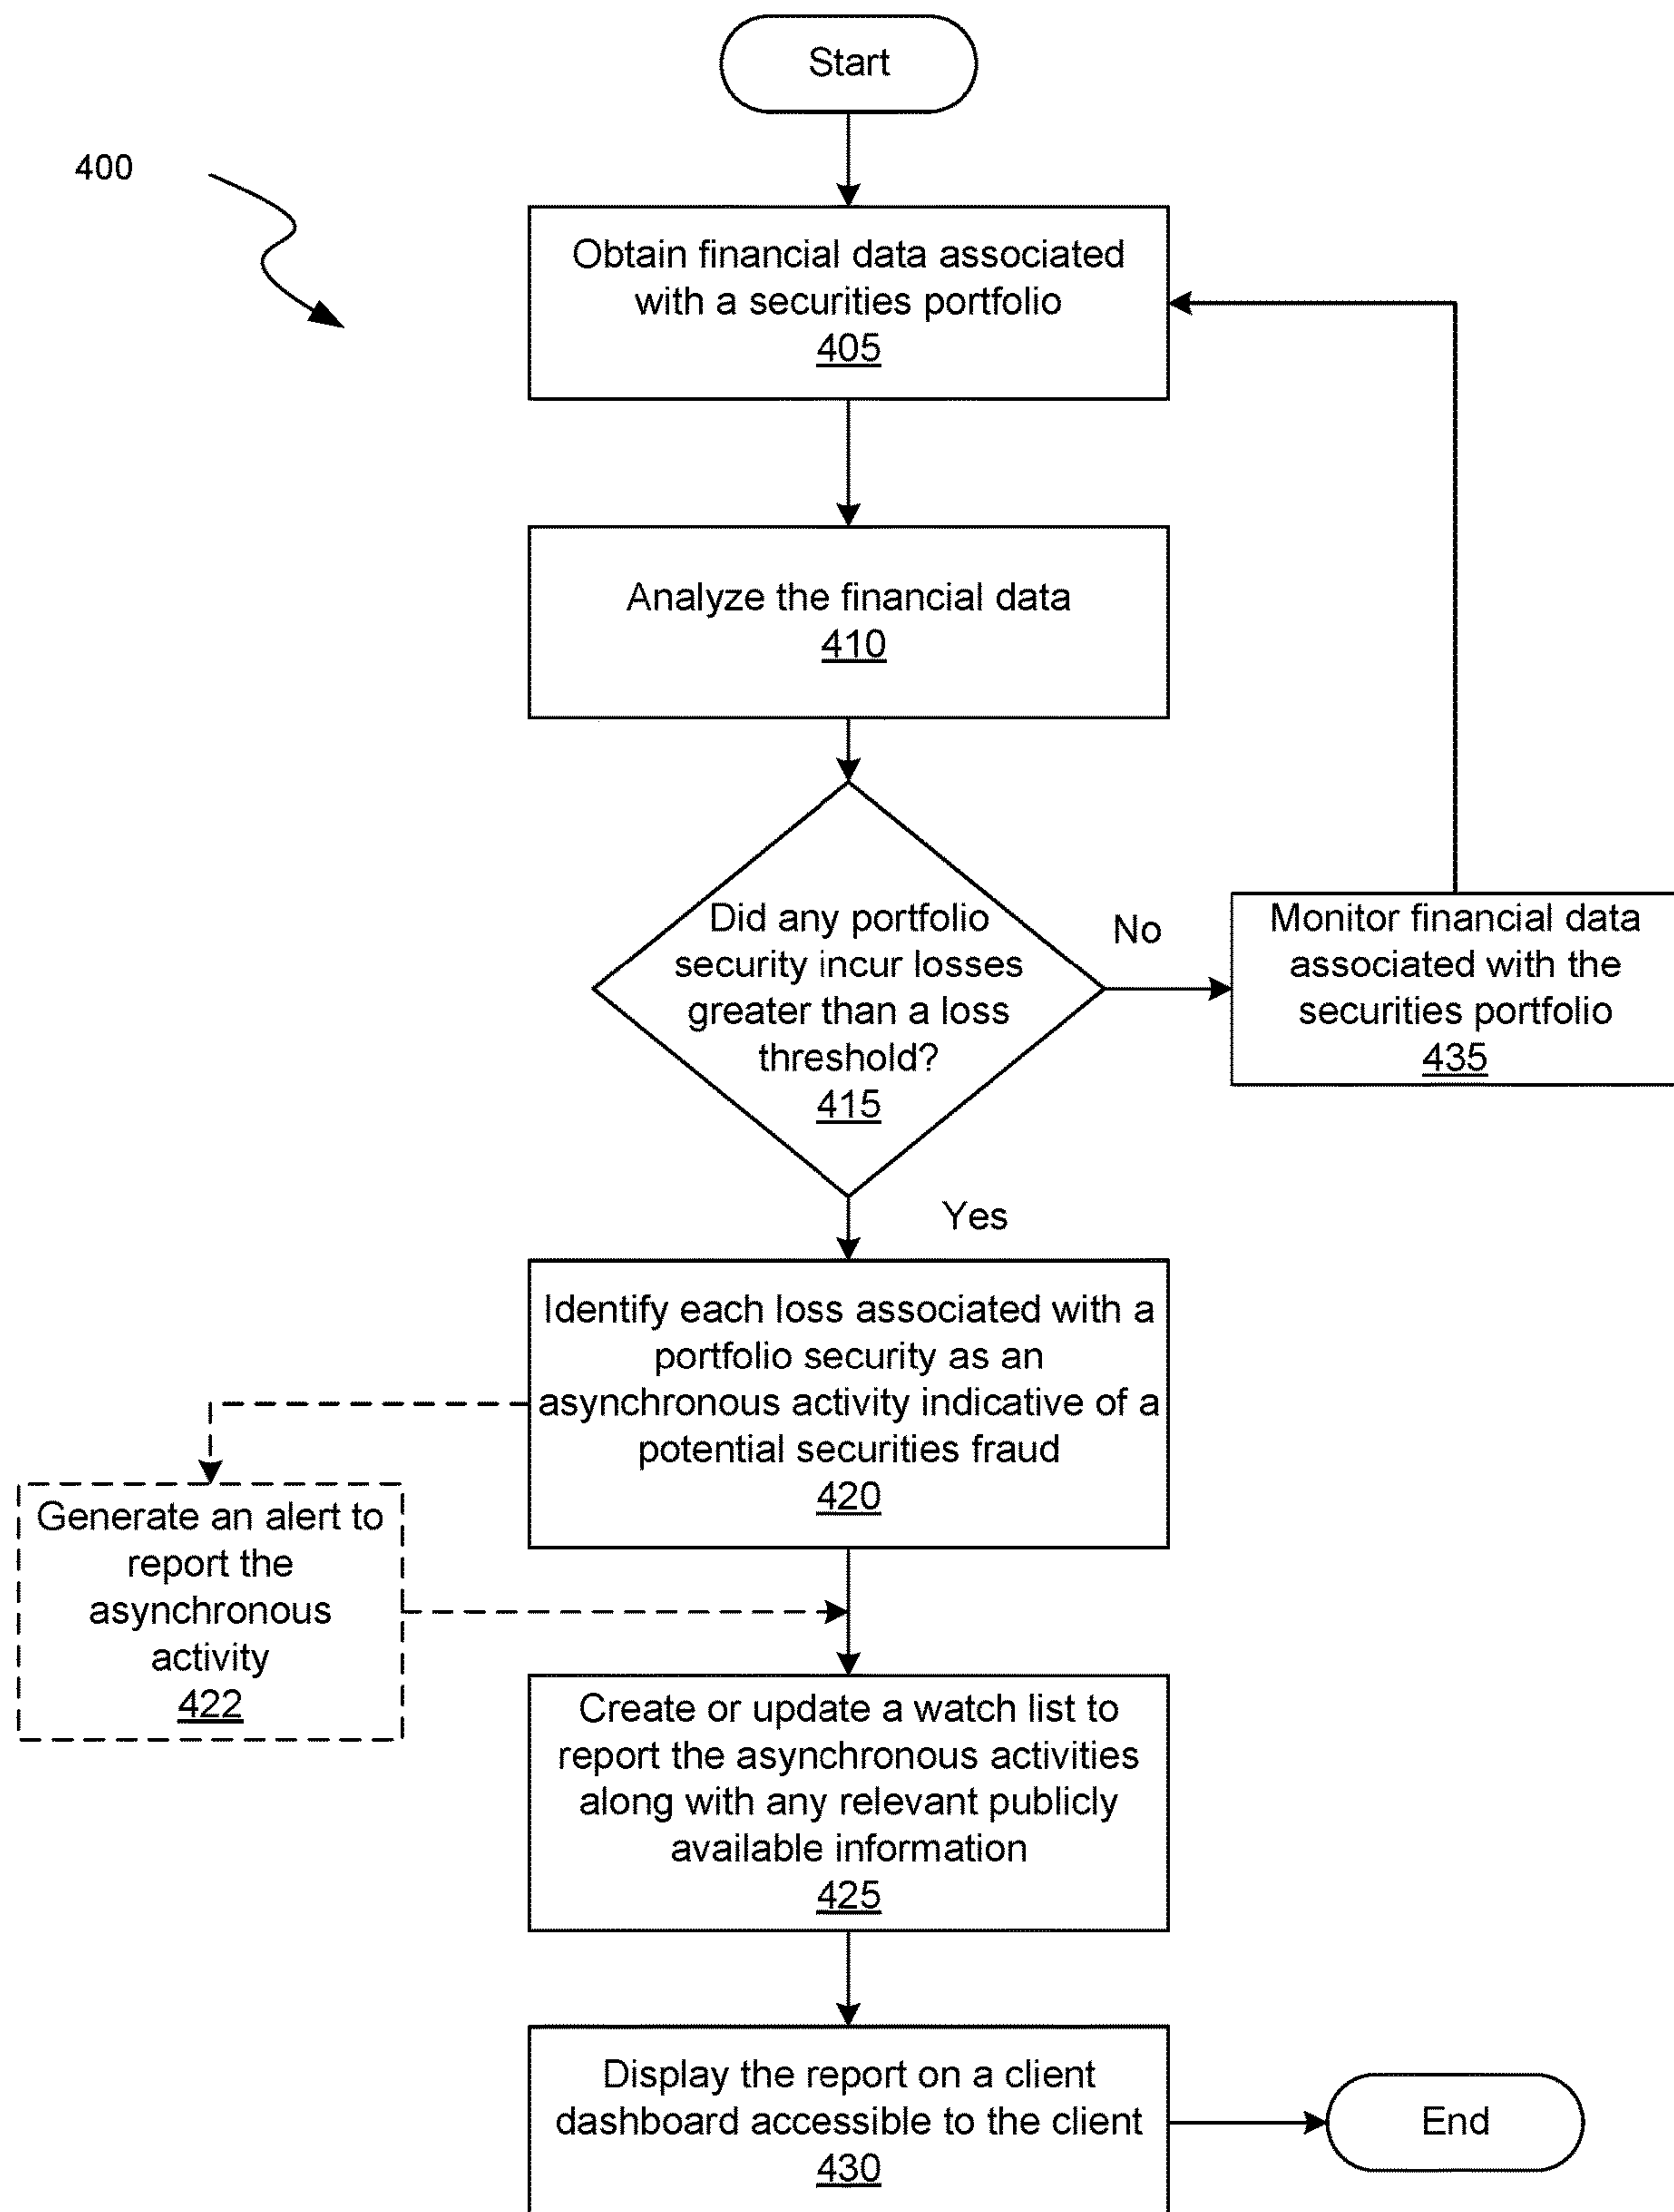 Start
400
Obtain financial data associated
with a securities portfolio
405
Analyze the financial data
410
Did any portfolio
security incur losses
greater than a loss
threshold?
415
No
Monitor financial data
associated with the
securities portfolio
435
Yes
Identify each loss associated with a
portfolio security as an
asynchronous activity indicative of a
potential securities fraud
420
Generate an alert to
report the
asynchronous
activity
422
Create or update a watch list to
report the asynchronous activities
along with any relevant publicly
available information
425
Display the report on a client
dashboard accessible to the client
430
End